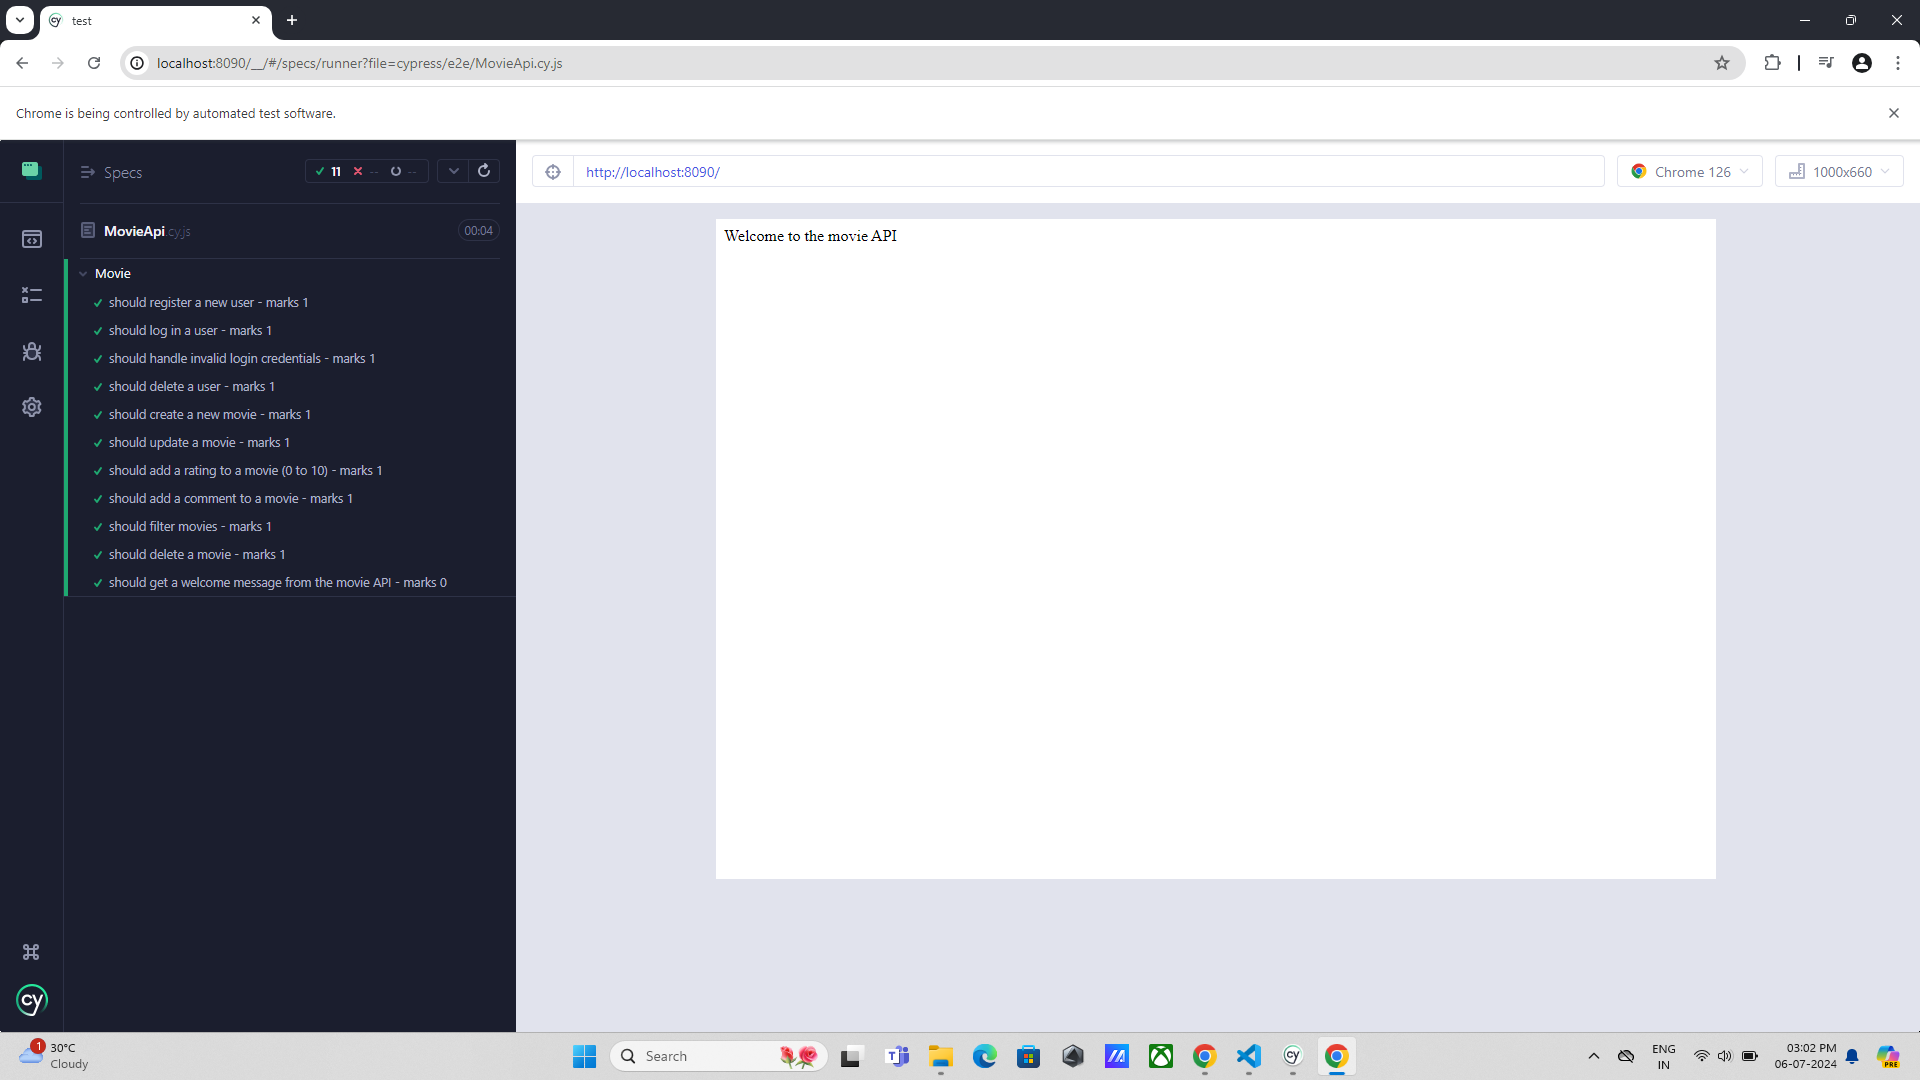 test
localhost:8090/__/#/specs/runner?file=cypress/e2e/MovieApi.cy.js
Chrome is being controlled by automated test software.
Specs
11 -- --
http://localhost:8090/
Chrome 126
1000x660
MovieApi.cy.js
00:04
Movie
should register a new user - marks 1
should log in a user - marks 1
should handle invalid login credentials - marks 1
should delete a user - marks 1
should create a new movie - marks 1
should update a movie - marks 1
should add a rating to a movie (0 to 10) - marks 1
should add a comment to a movie - marks 1
should filter movies - marks 1
should delete a movie - marks 1
should get a welcome message from the movie API - marks 0
Welcome to the movie API
cy
1
30°C
Cloudy
Search
ENG
IN
03:02 PM
06-07-2024
PRE